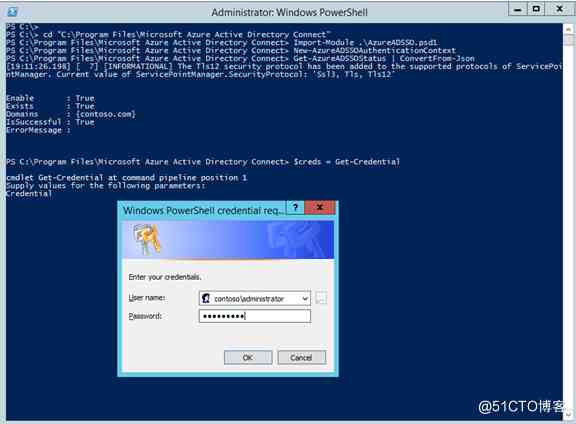 Administrator: Windows PowerShell
PS C:\>
PS C:\> cd "C:\Program Files\Microsoft Azure Active Directory Connect"
PS C:\Program Files\Microsoft Azure Active Directory Connect> Import-Module .\AzureADSSO.psd1
PS C:\Program Files\Microsoft Azure Active Directory Connect> New-AzureADSSOAuthenticationContext
PS C:\Program Files\Microsoft Azure Active Directory Connect> Get-AzureADSSOStatus | ConvertFrom-Json
[19:11:26.198] [  7] [INFORMATIONAL] The Tls12 security protocol has been added to the supported protocols of ServicePoi
ntManager. Current value of ServicePointManager.SecurityProtocol: 'Ssl3, Tls, Tls12'
Enable : True
Exists : True
Domains : {contoso.com}
IsSuccessful : True
ErrorMessage :
PS C:\Program Files\Microsoft Azure Active Directory Connect> $creds = Get-Credential
cmdlet Get-Credential at command pipeline position 1
Supply values for the following parameters:
Credential
Windows PowerShell credential req...
Enter your credentials.
User name: contoso\administrator
Password: •••••••••
OK Cancel
@51CTO博客